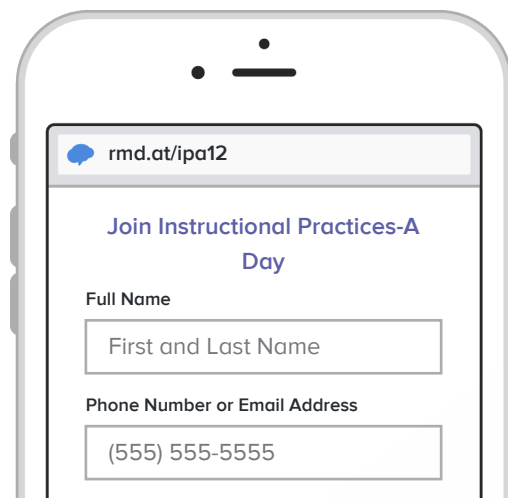 rmd.at/ipa12
Join Instructional Practices-A
Day
Full Name
First and Last Name
Phone Number or Email Address
(555) 555-5555